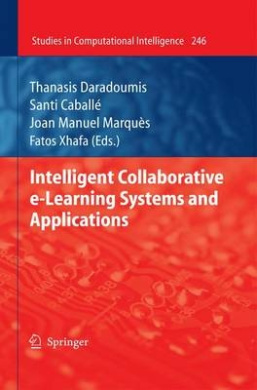 Studies in Computational Intelligence 246
Thanasis Daradoumis
Santi Caballé
Joan Manuel Marquès
Fatos Xhafa (Eds.)
Intelligent Collaborative
e-Learning Systems and
Applications
Springer